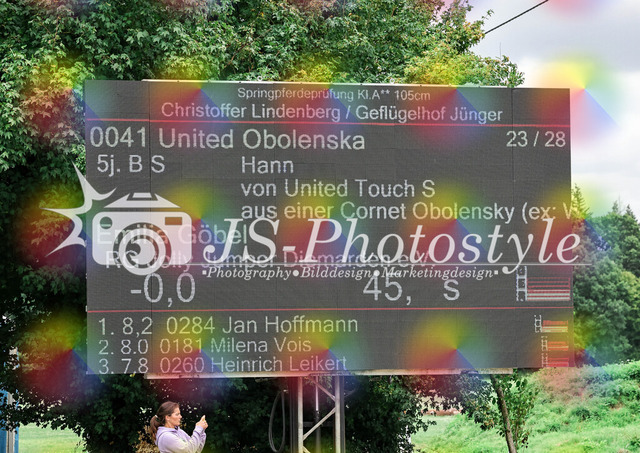 Springpferdeprüfung Kl.A** 105cm
Christoffer Lindenberg / Geflügelhof Jünger
0041 United Obolenska 23 / 28
5j. B S Hann
von United Touch S
aus einer Cornet Obolensky (ex: W
Göbel
JS-Photostyle
•Photography•Bilddesign•Marketingdesign•
-0,0 45, s
1. 8,2 0284 Jan Hoffmann
2. 8.0 0181 Milena Vois
3. 7.8 0260 Heinrich Leikert